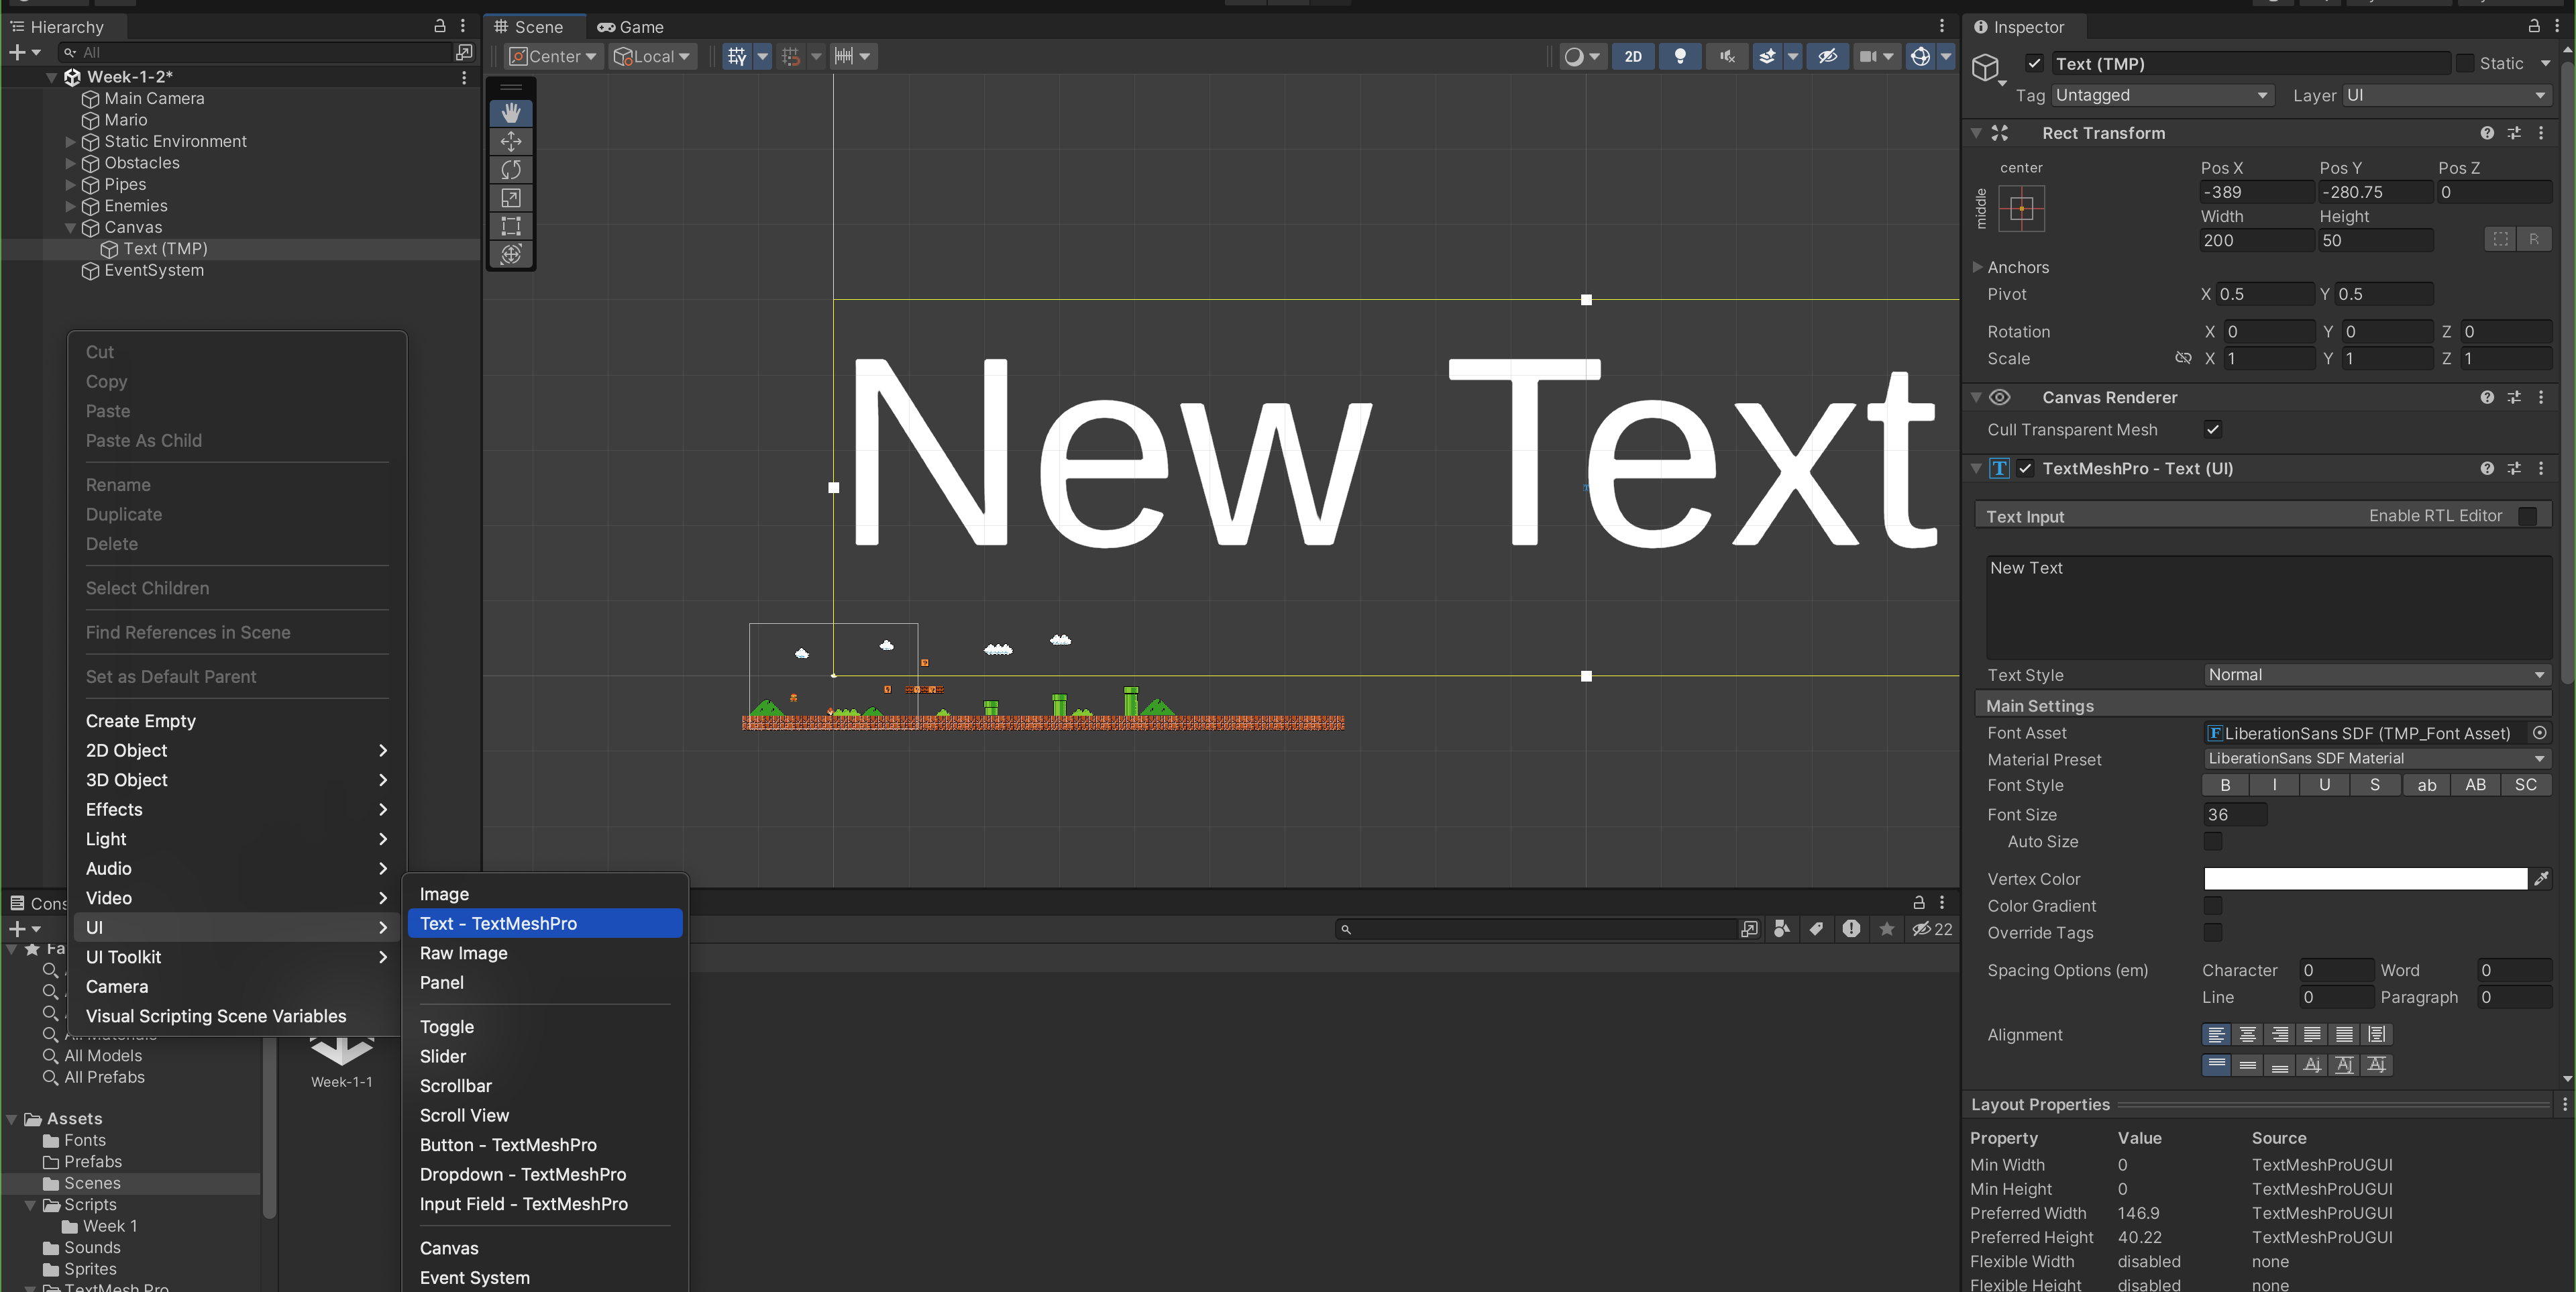 Hierarchy
All
Week-1-2*
Main Camera
Mario
Static Environment
Obstacles
Pipes
Enemies
Canvas
Text (TMP)
EventSystem
Cut
Copy
Paste
Paste As Child
Rename
Duplicate
Delete
Select Children
Find References in Scene
Set as Default Parent
Create Empty
2D Object
3D Object
Effects
Light
Audio
Video
UI
UI Toolkit
Camera
Visual Scripting Scene Variables
Image
Text - TextMeshPro
Raw Image
Panel
Toggle
Slider
Scrollbar
Scroll View
Button - TextMeshPro
Dropdown - TextMeshPro
Input Field - TextMeshPro
Canvas
Event System
Cons
Fa
All Models
All Prefabs
Assets
Fonts
Prefabs
Scenes
Scripts
Week 1
Sounds
Sprites
TextMesh Pro
Week-1-1
22
Scene Game
Center Local 2D
New Text
Inspector
Text (TMP) Static
Tag Untagged Layer UI
Rect Transform
center
middle
Pos X Pos Y Pos Z
-389 -280.75 0
Width Height
200 50 R
Anchors
Pivot X 0.5 Y 0.5
Rotation X 0 Y 0 Z 0
Scale X 1 Y 1 Z 1
Canvas Renderer
Cull Transparent Mesh
TextMeshPro - Text (UI)
Text Input Enable RTL Editor
New Text
Text Style Normal
Main Settings
Font Asset LiberationSans SDF (TMP_Font Asset)
Material Preset LiberationSans SDF Material
Font Style B I U S ab AB SC
Font Size 36
Auto Size
Vertex Color
Color Gradient
Override Tags
Spacing Options (em) Character 0 Word 0
Line 0 Paragraph 0
Alignment
Layout Properties
Property Value Source
Min Width 0 TextMeshProUGUI
Min Height 0 TextMeshProUGUI
Preferred Width 146.9 TextMeshProUGUI
Preferred Height 40.22 TextMeshProUGUI
Flexible Width disabled none
Flexible Height disabled none